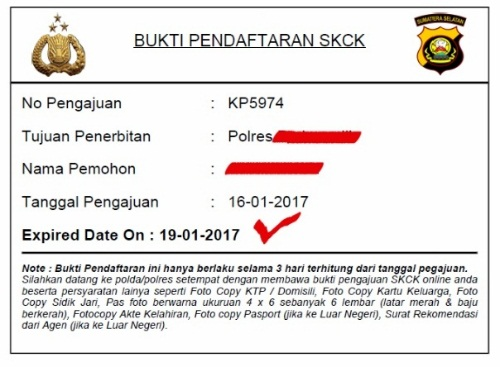 SUMATERA SELATAN
BUKTI PENDAFTARAN SKCK
No Pengajuan : KP5974
Tujuan Penerbitan : Polres
Nama Pemohon :
Tanggal Pengajuan : 16-01-2017
Expired Date On : 19-01-2017
Note : Bukti Pendaftaran ini hanya berlaku selama 3 hari terhitung dari tanggal pegajuan.
Silahkan datang ke polda/polres setempat dengan membawa bukti pengajuan SKCK online anda
beserta persyaratan lainya seperti Foto Copy KTP / Domisili, Foto Copy Kartu Keluarga, Foto
Copy Sidik Jari, Pas foto berwarna ukuruan 4 x 6 sebanyak 6 lembar (latar merah & baju
berkerah), Fotocopy Akte Kelahiran, Foto copy Pasport (jika ke Luar Negeri), Surat Rekomendasi
dari Agen (jika ke Luar Negeri).